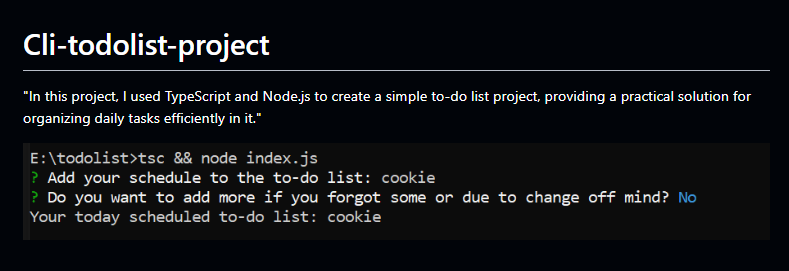 Cli-todolist-project
"In this project, I used TypeScript and Node.js to create a simple to-do list project, providing a practical solution for
organizing daily tasks efficiently in it."
E:\todolist>tsc && node index.js
? Add your schedule to the to-do list: cookie
? Do you want to add more if you forgot some or due to change off mind? No
Your today scheduled to-do list: cookie